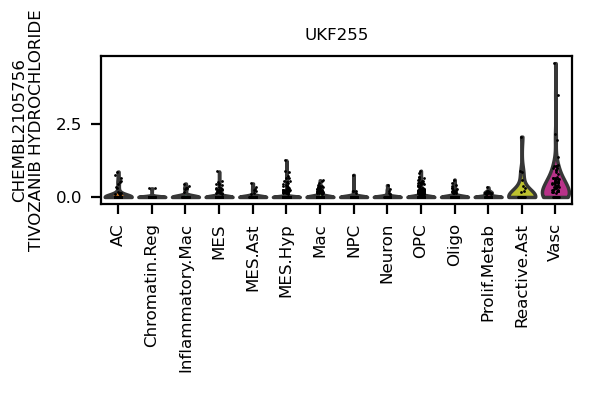 UKF255
CHEMBL2105756
TIVOZANIB HYDROCHLORIDE
2.5
0.0
AC
Chromatin.Reg
Inflammatory.Mac
MES
MES.Ast
MES.Hyp
Mac
NPC
Neuron
OPC
Oligo
Prolif.Metab
Reactive.Ast
Vasc